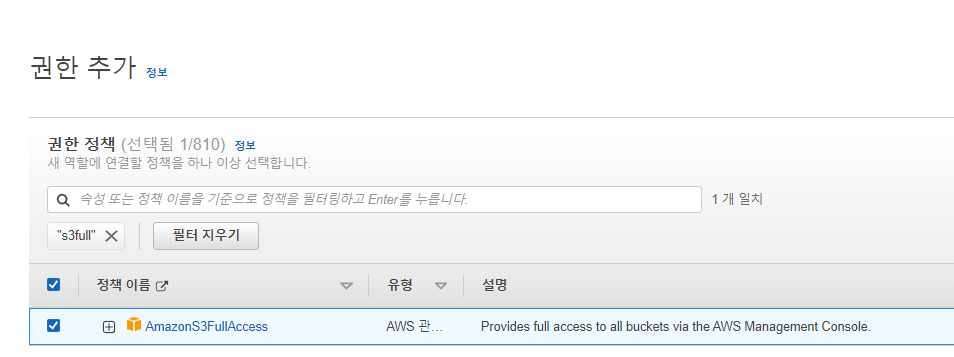 권한 추가 정보
권한 정책 (선택됨 1/810) 정보
새 역할에 연결할 정책을 하나 이상 선택합니다.
속성 또는 정책 이름을 기준으로 정책을 필터링하고 Enter를 누릅니다.
1 개 일치
"s3full"
필터 지우기
정책 이름 유형 설명
AmazonS3FullAccess AWS 관... Provides full access to all buckets via the AWS Management Console.